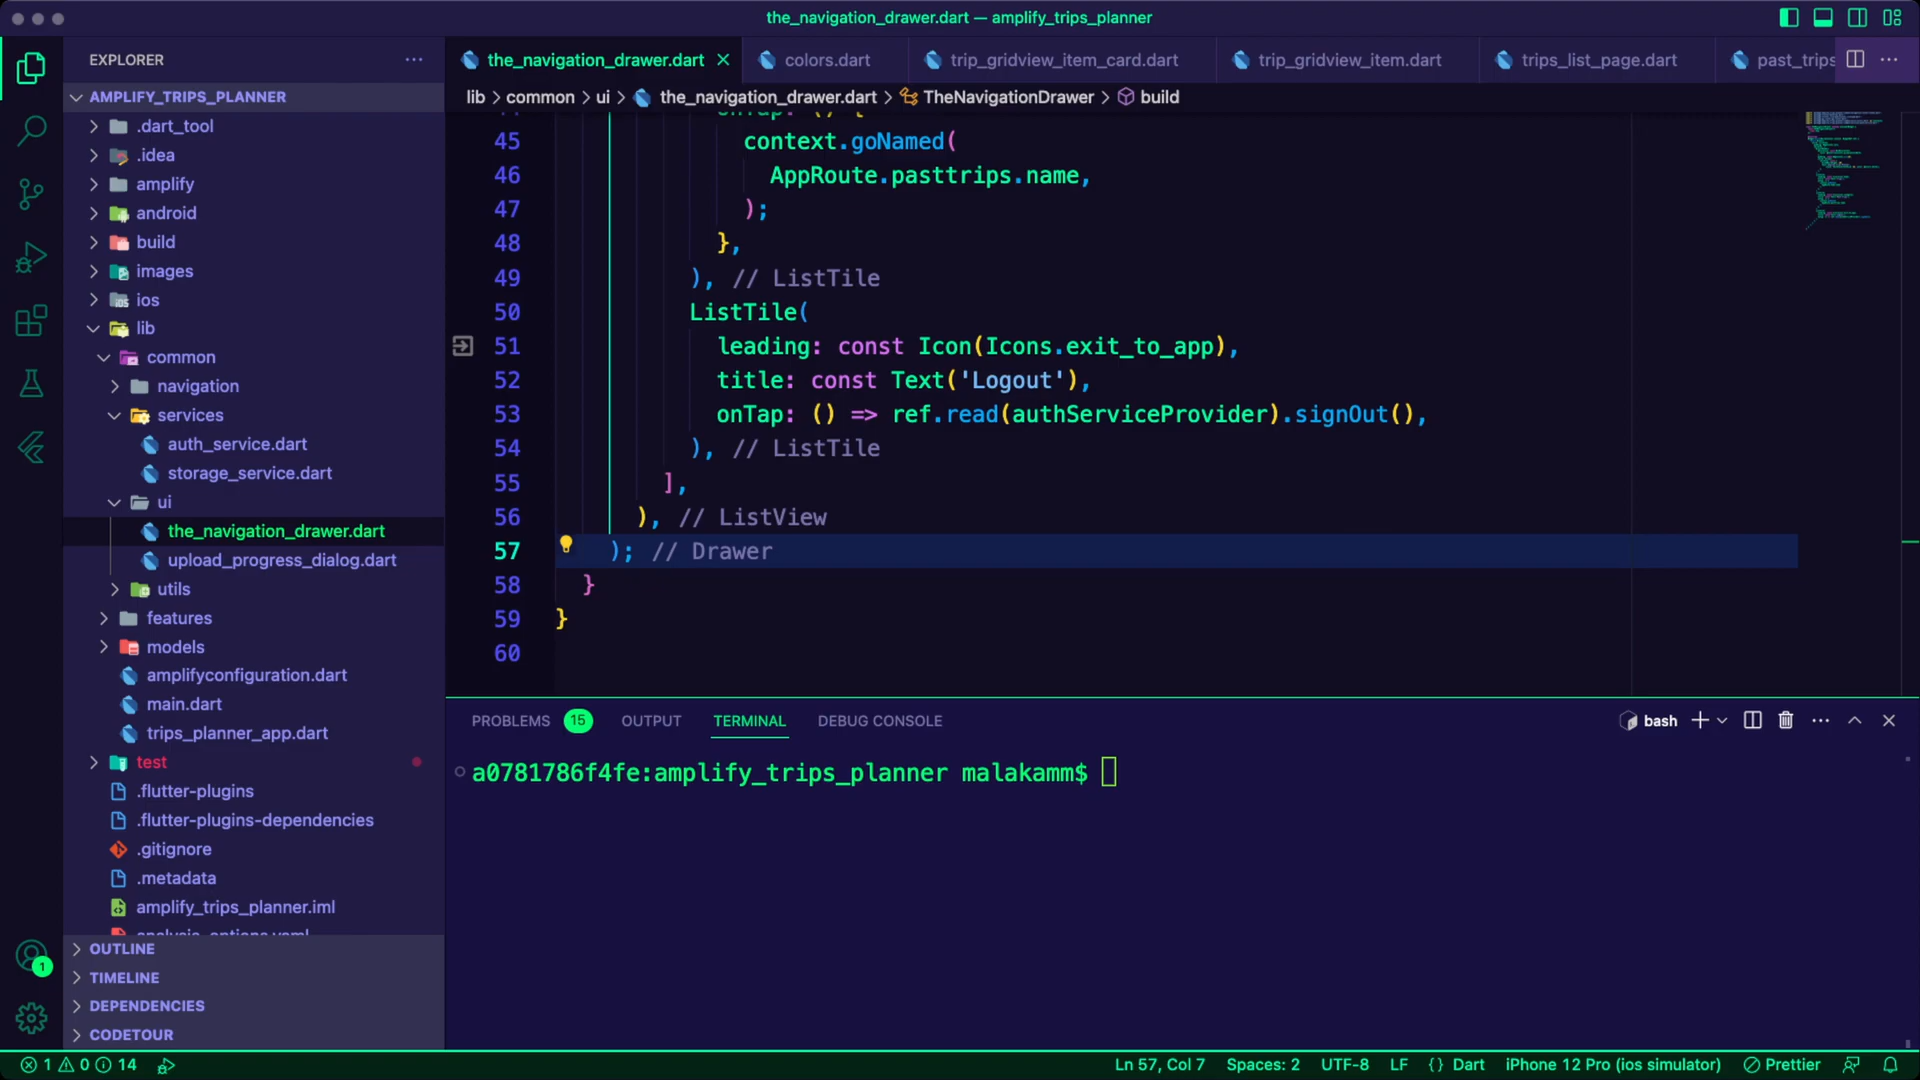 the_navigation_drawer.dart — amplify_trips_planner
EXPLORER
AMPLIFY_TRIPS_PLANNER
.dart_tool
.idea
amplify
android
build
images
ios
lib
common
navigation
services
auth_service.dart
storage_service.dart
ui
the_navigation_drawer.dart
upload_progress_dialog.dart
utils
features
models
amplifyconfiguration.dart
main.dart
trips_planner_app.dart
test
.flutter-plugins
.flutter-plugins-dependencies
.gitignore
.metadata
amplify_trips_planner.iml
analysis_options.yaml
OUTLINE
TIMELINE
DEPENDENCIES
CODETOUR
1
the_navigation_drawer.dart colors.dart trip_gridview_item_card.dart trip_gridview_item.dart trips_list_page.dart past_trips
lib > common > ui > the_navigation_drawer.dart > TheNavigationDrawer > build
44 onTap: () {
45 context.goNamed(
46 AppRoute.pasttrips.name,
47 );
48 },
49 ), // ListTile
50 ListTile(
51 leading: const Icon(Icons.exit_to_app),
52 title: const Text('Logout'),
53 onTap: () => ref.read(authServiceProvider).signOut(),
54 ), // ListTile
55 ],
56 ), // ListView
57 ); // Drawer
58 }
59 }
60
PROBLEMS 15 OUTPUT TERMINAL DEBUG CONSOLE bash
a0781786f4fe:amplify_trips_planner malakamm$
1 0 14 Ln 57, Col 7 Spaces: 2 UTF-8 LF {} Dart iPhone 12 Pro (ios simulator) Prettier